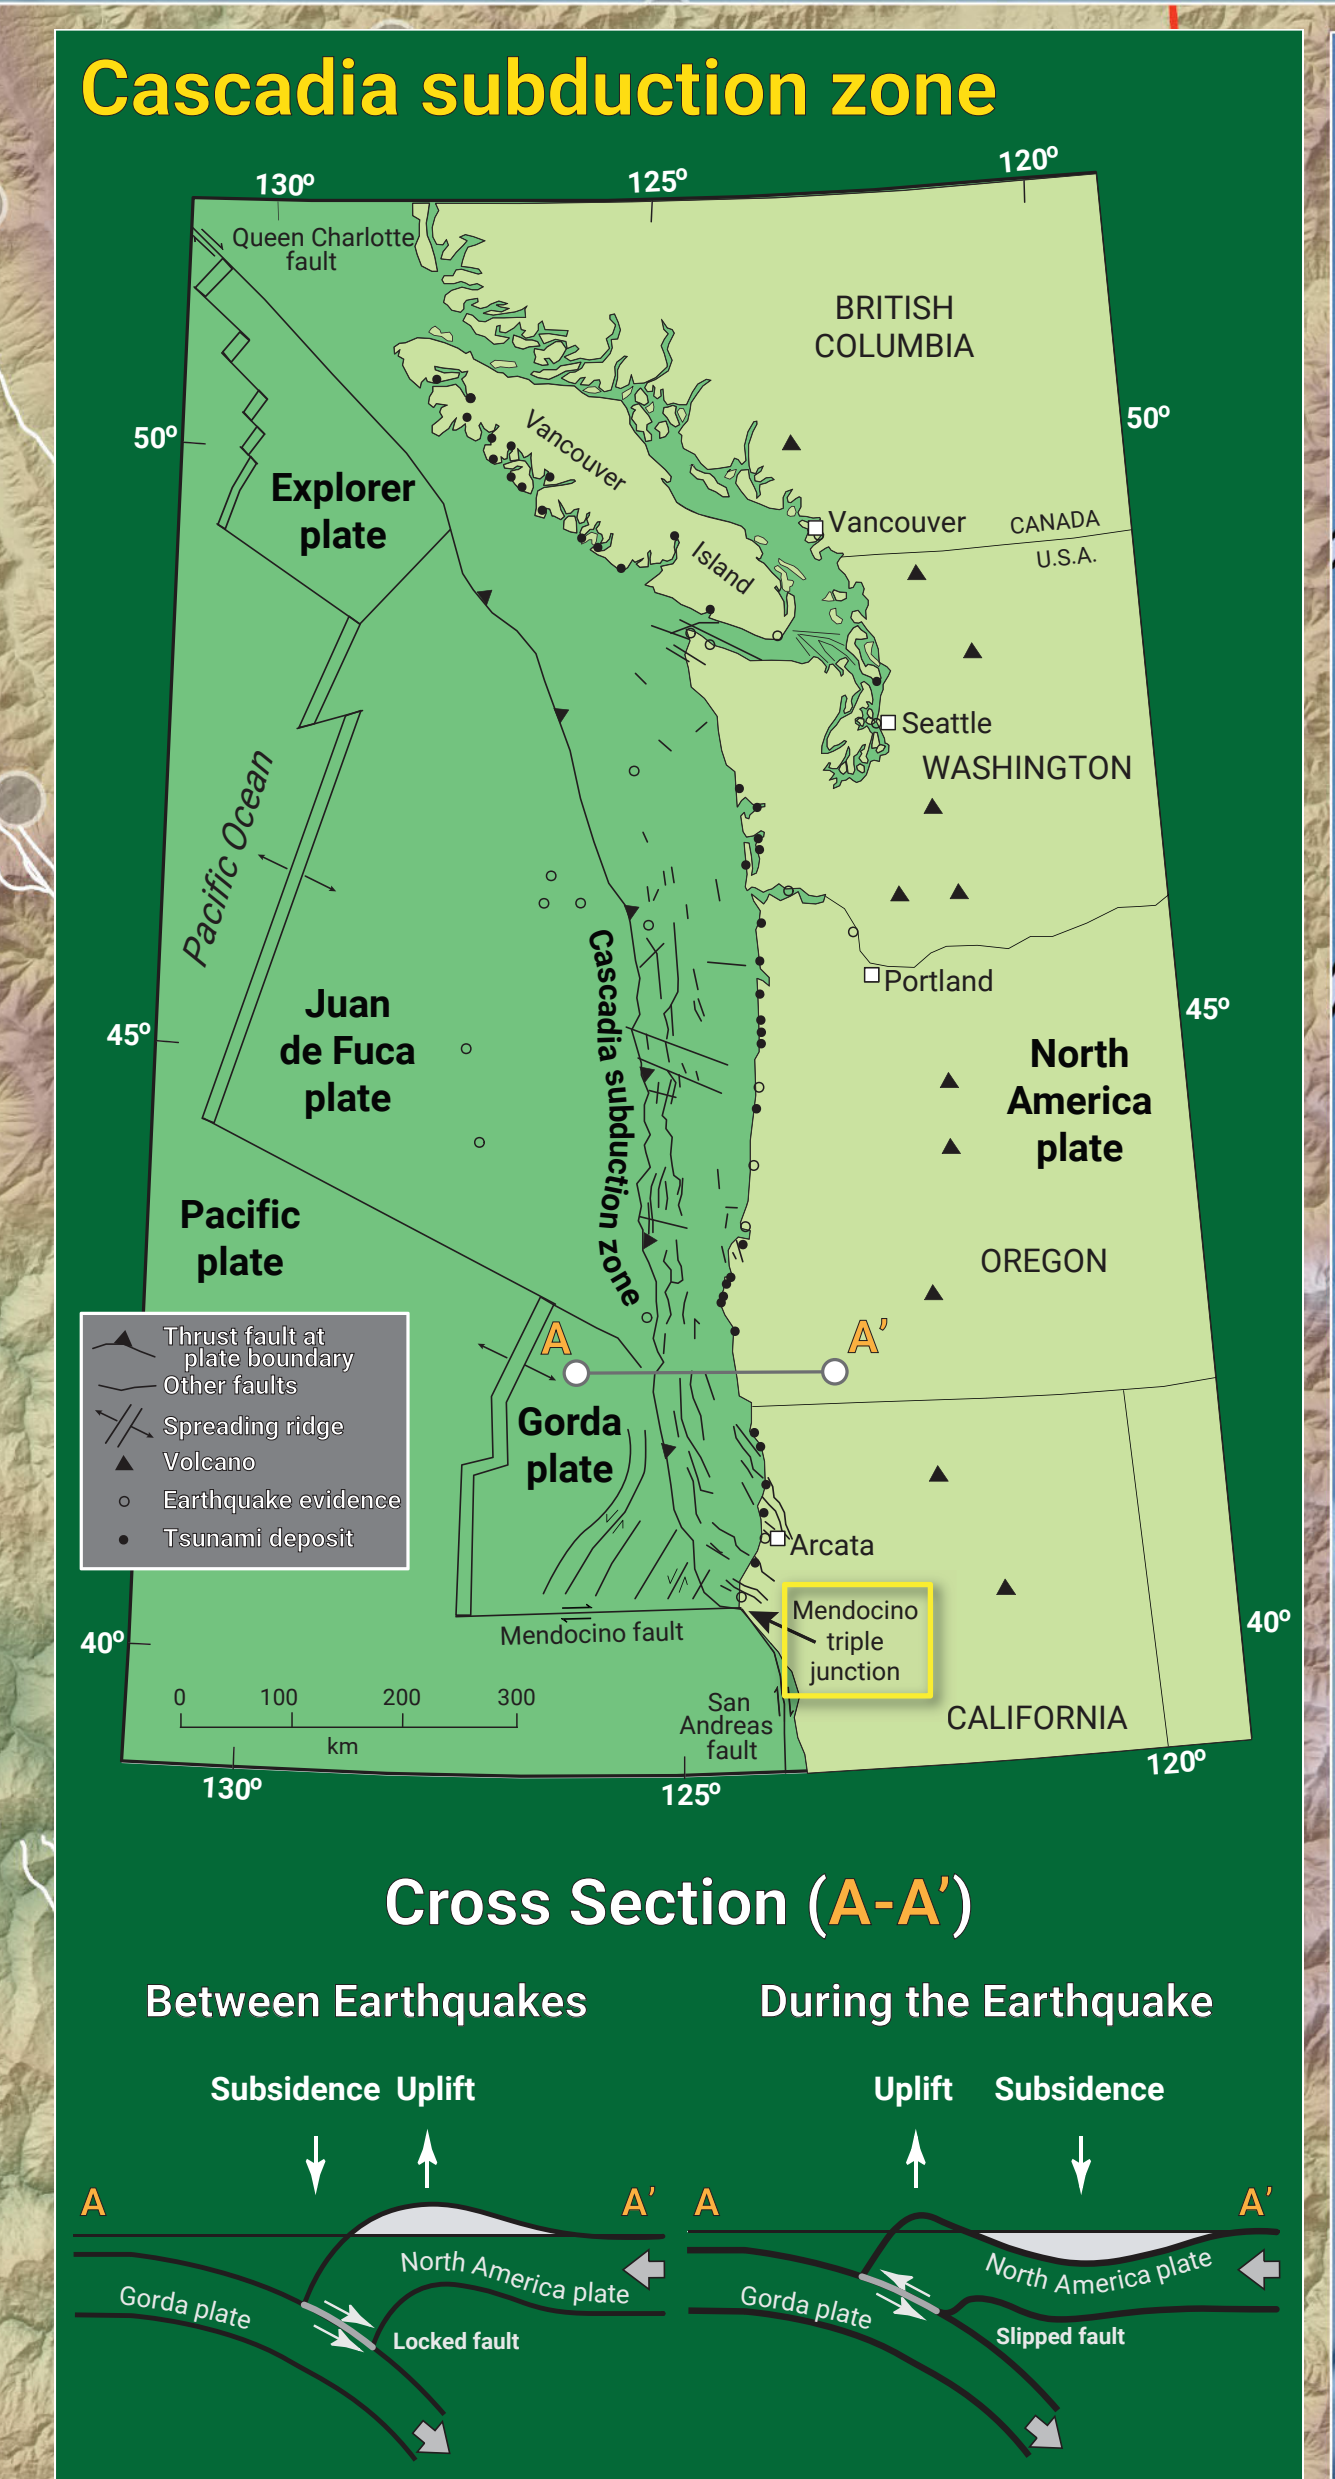 Cascadia subduction zone
130º
125º
120º
Queen Charlotte
fault
BRITISH
COLUMBIA
50º
50º
Vancouver
Island
Explorer
plate
Vancouver
CANADA
U.S.A.
Seattle
WASHINGTON
Pacific Ocean
Portland
Juan
de Fuca
plate
Cascadia subduction zone
45º
45º
North
America
plate
Pacific
plate
OREGON
Thrust fault at
plate boundary
Other faults
Spreading ridge
Volcano
Earthquake evidence
Tsunami deposit
A
A’
Gorda
plate
Arcata
Mendocino
triple
junction
Mendocino fault
40º
40º
0 100 200 300
km
San
Andreas
fault
CALIFORNIA
130º
125º
120º
Cross Section (A-A’)
Between Earthquakes
Subsidence Uplift
A
A’
North America plate
Gorda plate
Locked fault
During the Earthquake
Uplift Subsidence
A
A’
North America plate
Gorda plate
Slipped fault